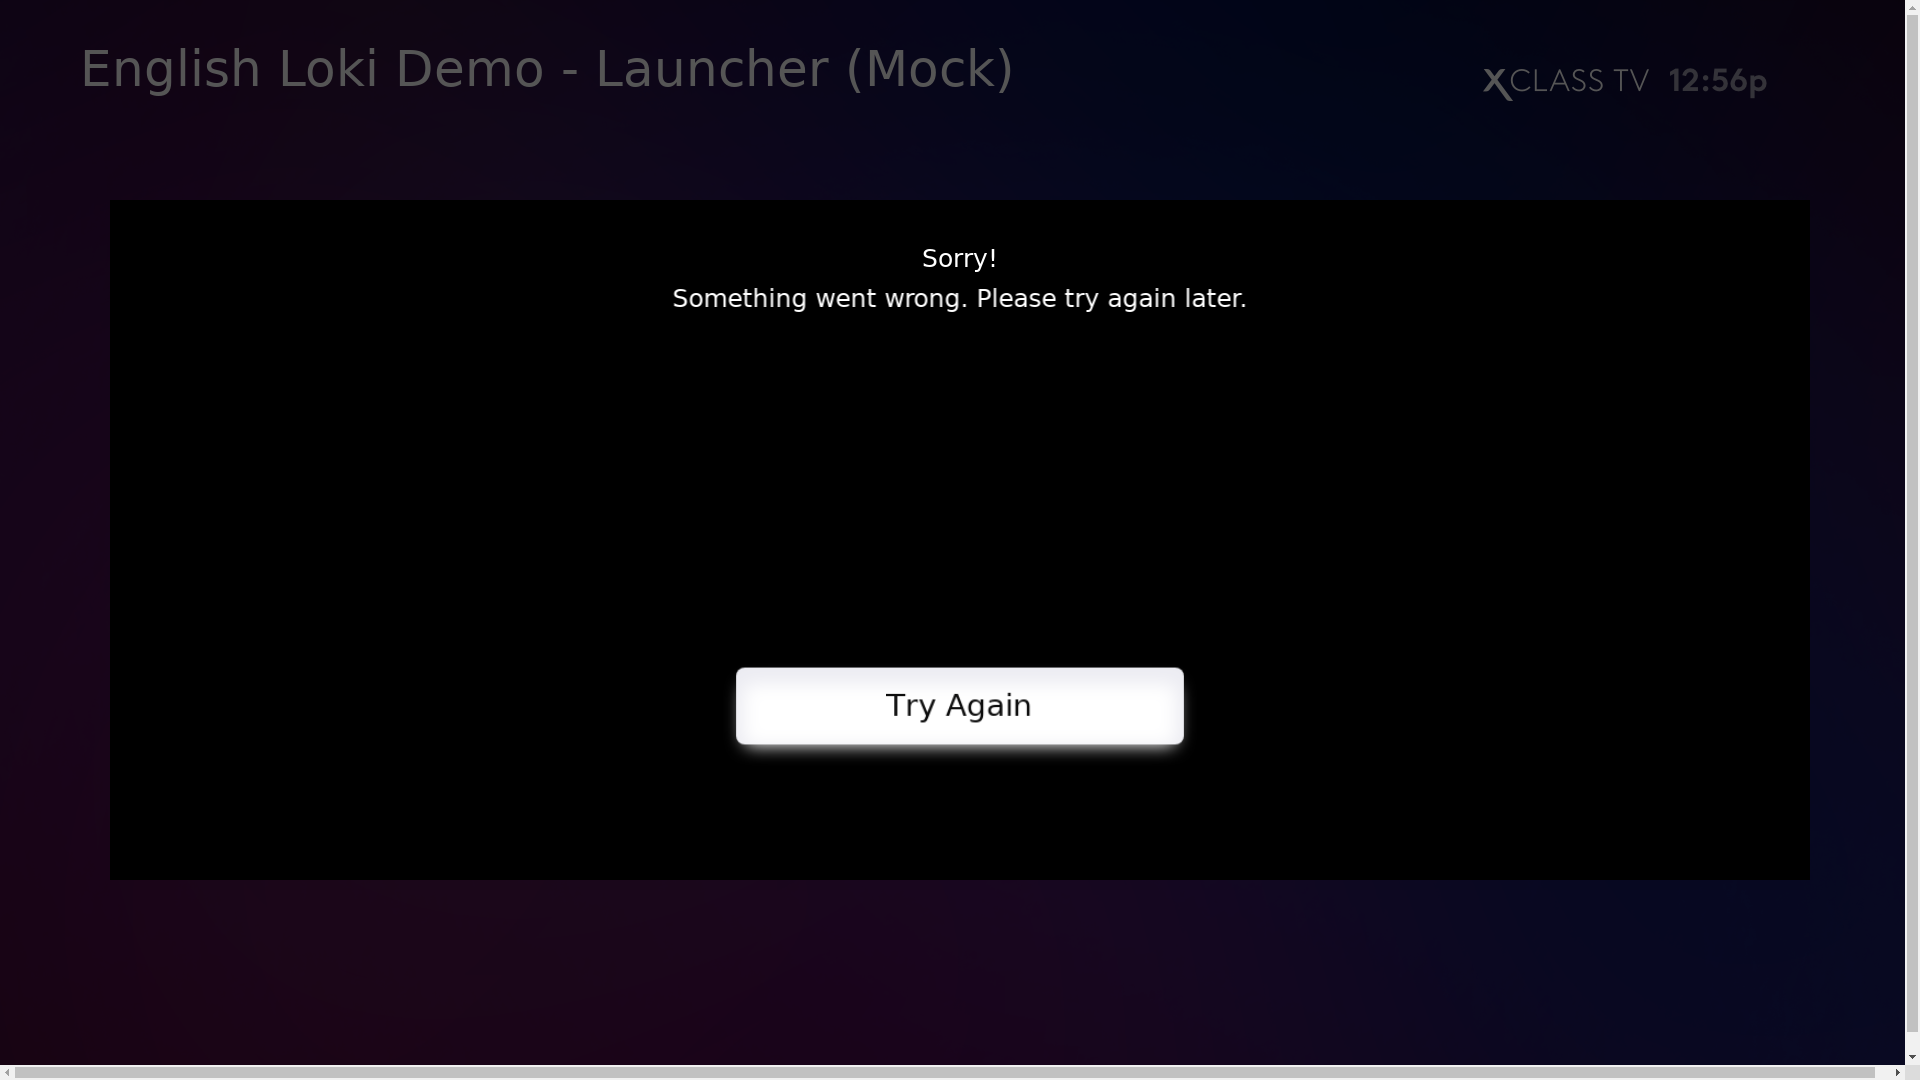 English Loki Demo - Launcher (Mock)
XCLASS TV 12:56p
Sorry!
Something went wrong. Please try again later.
Try Again